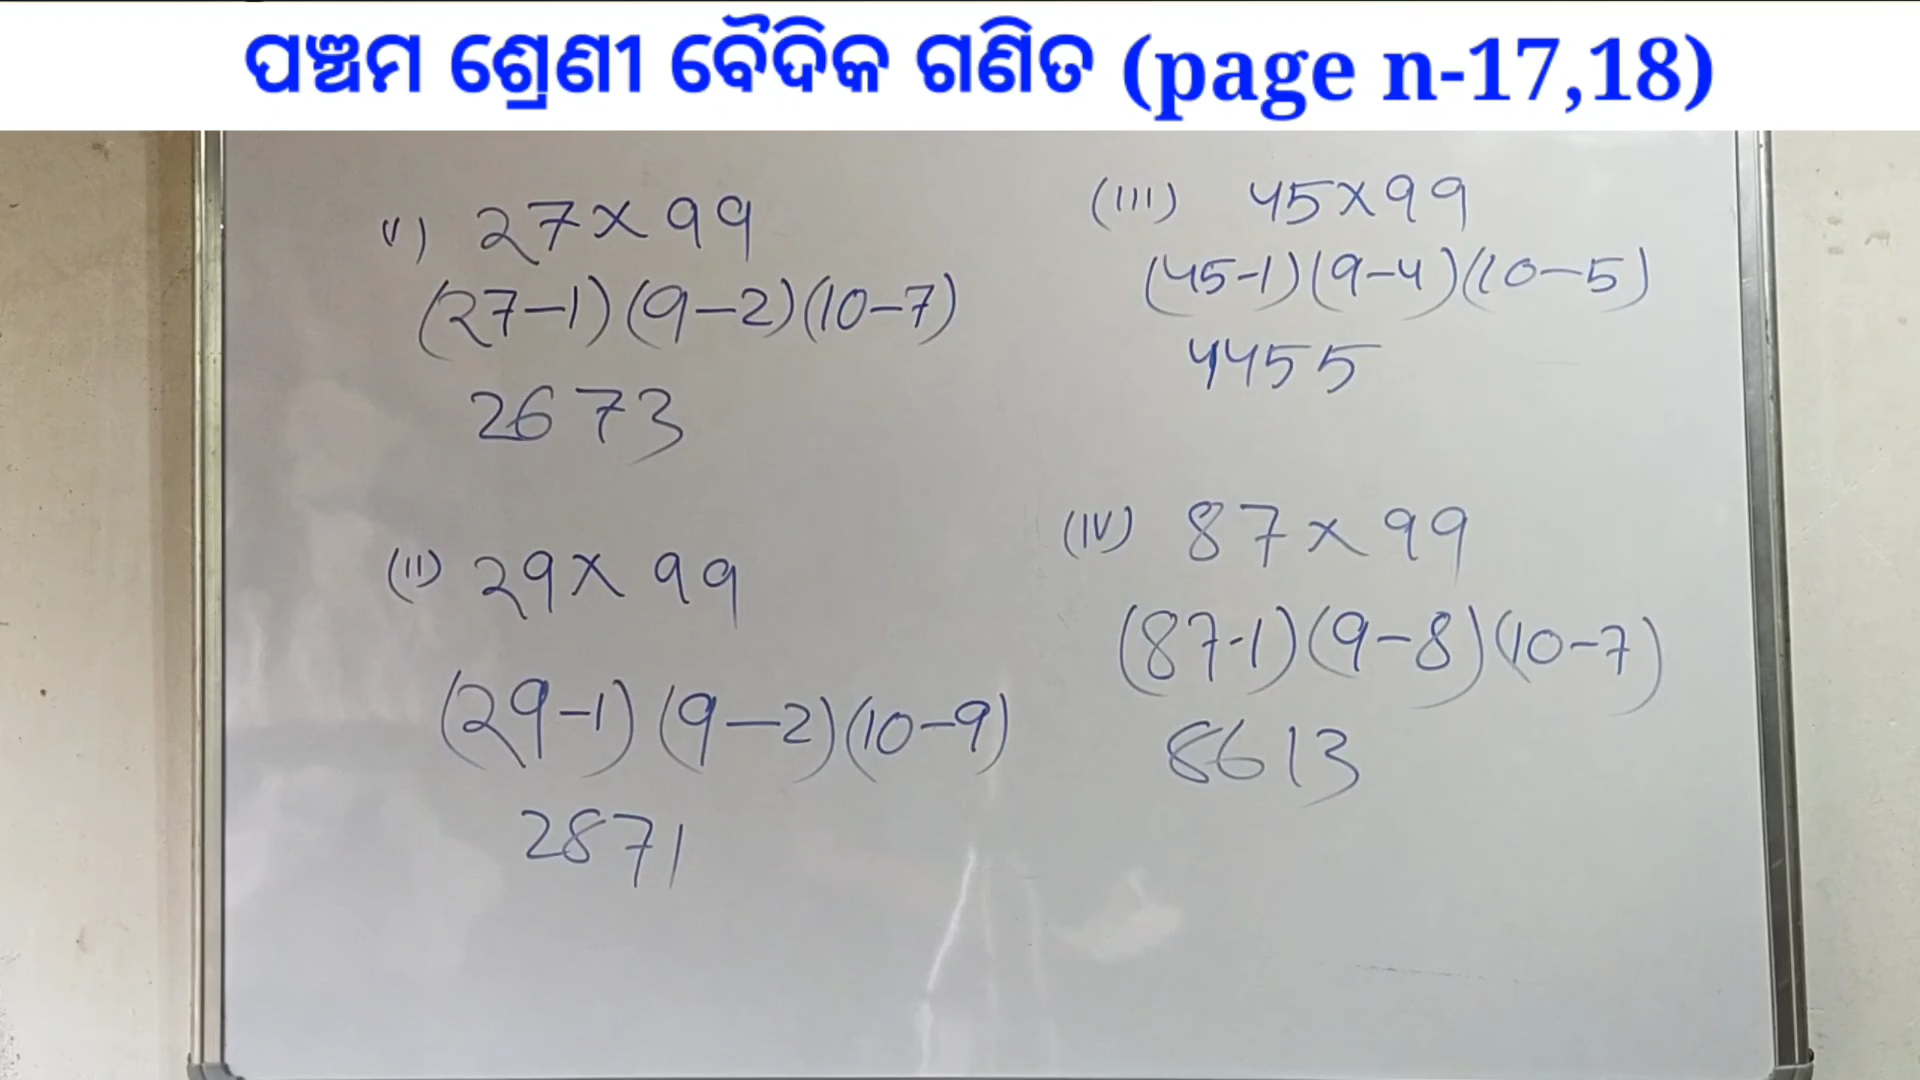 ପଞ୍ଚମ ଶ୍ରେଣୀ ବୈଦିକ ଗଣିତ (page n-17,18)
(i) 27×99
(27-1)(9-2)(10-7)
2673
(ii) 29×99
(29-1)(9-2)(10-9)
2871
(iii) 45×99
(45-1)(9-4)(10-5)
4455
(iv) 87×99
(87-1)(9-8)(10-7)
8613